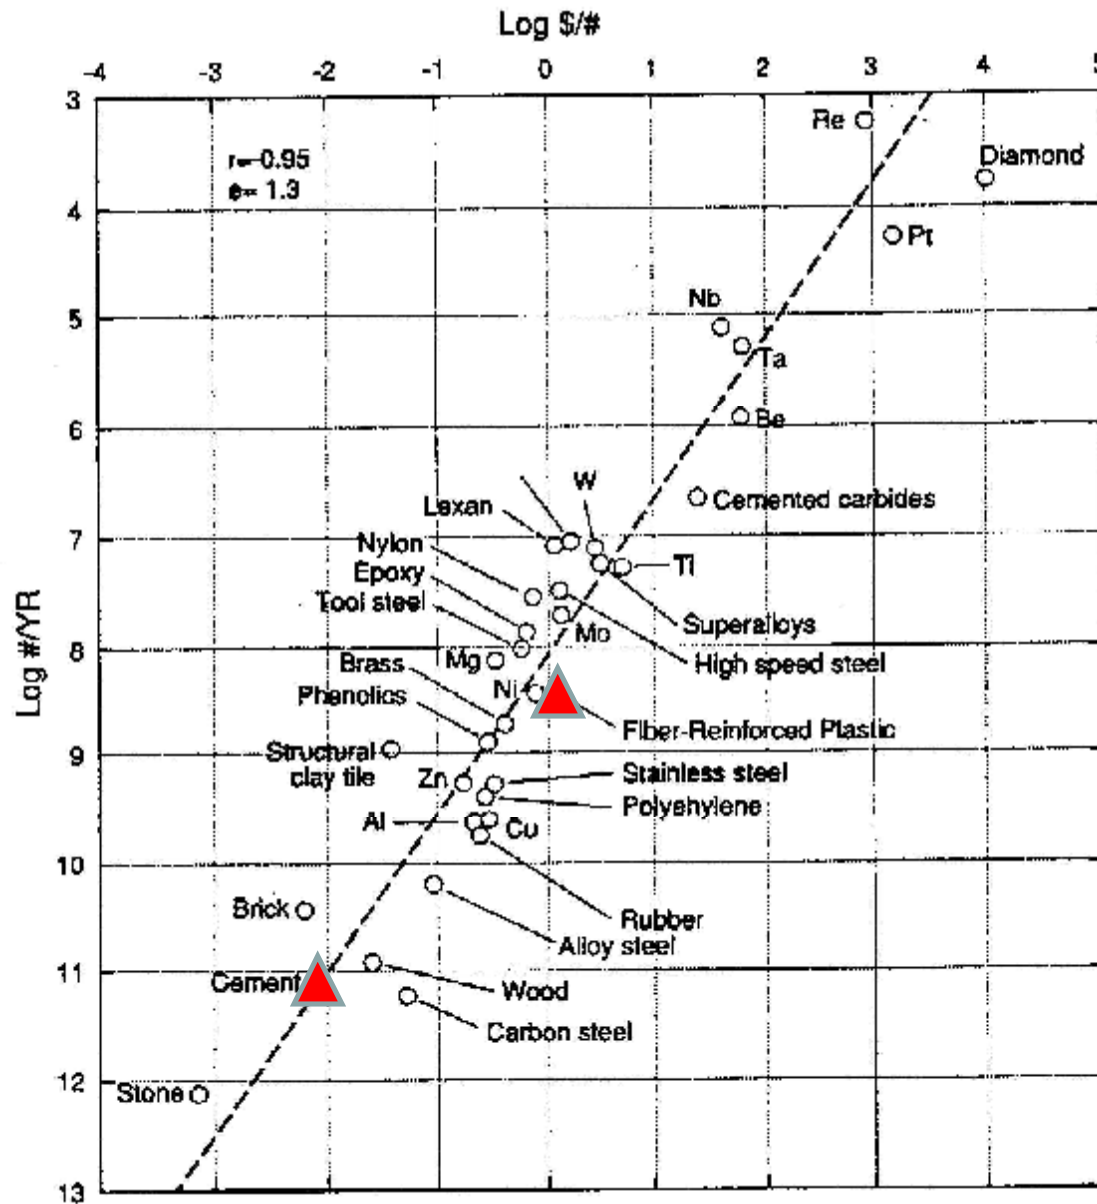 Log $/#
-4 -3 -2 -1 0 1 2 3 4 5
3
r=-0.95
e= 1.3
Re
Diamond
4
Pt
Nb
5
Ta
6
Be
W
Cemented carbides
Lexan
7
Nylon
Ti
Epoxy
Tool steel
Superalloys
Mo
8
Mg
High speed steel
Brass
Ni
Phenolics
Fiber-Reinforced Plastic
9
Structural
clay tile
Zn
Stainless steel
Polyehylene
Al
Cu
10
Brick
Rubber
Alloy steel
11
Cement
Wood
Carbon steel
12
Stone
13
Log #/YR